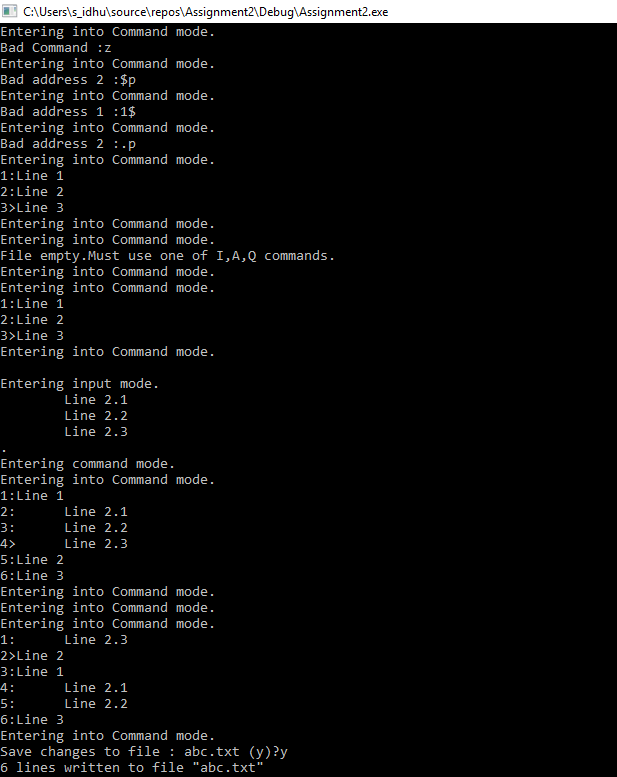 C:\Users\s_idhu\source\repos\Assignment2\Debug\Assignment2.exe
Entering into Command mode.
Bad Command :z
Entering into Command mode.
Bad address 2 :$p
Entering into Command mode.
Bad address 1 :1$
Entering into Command mode.
Bad address 2 :.p
Entering into Command mode.
1:Line 1
2:Line 2
3>Line 3
Entering into Command mode.
Entering into Command mode.
File empty.Must use one of I,A,Q commands.
Entering into Command mode.
Entering into Command mode.
1:Line 1
2:Line 2
3>Line 3
Entering into Command mode.

Entering input mode.
        Line 2.1
        Line 2.2
        Line 2.3
.
Entering command mode.
Entering into Command mode.
1:Line 1
2:      Line 2.1
3:      Line 2.2
4>      Line 2.3
5:Line 2
6:Line 3
Entering into Command mode.
Entering into Command mode.
Entering into Command mode.
1:      Line 2.3
2>Line 2
3:Line 1
4:      Line 2.1
5:      Line 2.2
6:Line 3
Entering into Command mode.
Save changes to file : abc.txt (y)?y
6 lines written to file "abc.txt"